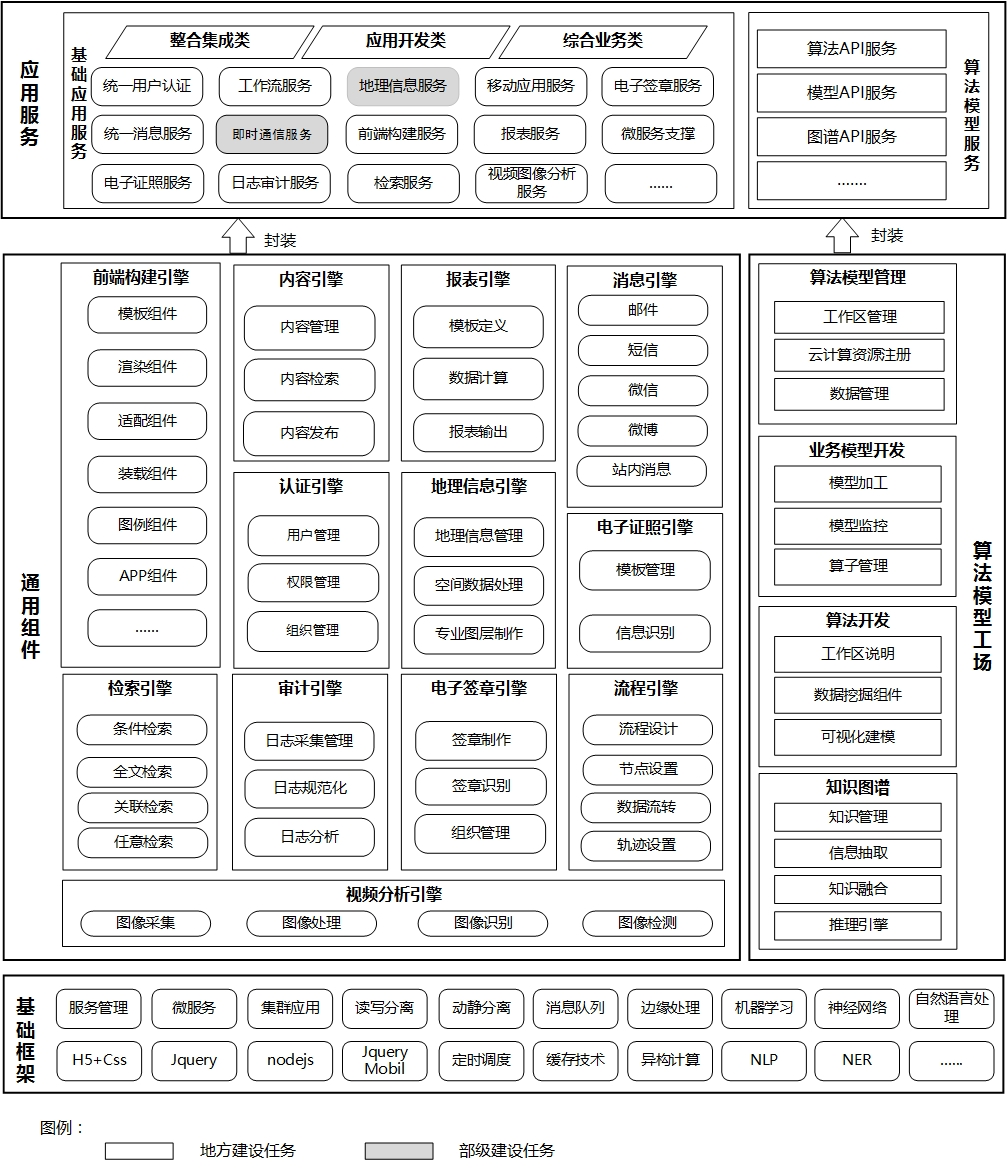 应用服务
基础应用服务
整合集成类
应用开发类
综合业务类
统一用户认证
工作流服务
地理信息服务
移动应用服务
电子签章服务
统一消息服务
即时通信服务
前端构建服务
报表服务
微服务支撑
电子证照服务
日志审计服务
检索服务
视频图像分析
服务
......
算法API服务
模型API服务
图谱API服务
.......
算法模型服务
封装
封装
通用组件
前端构建引擎
模板组件
渲染组件
适配组件
装载组件
图例组件
APP组件
......
内容引擎
内容管理
内容检索
内容发布
报表引擎
模板定义
数据计算
报表输出
消息引擎
邮件
短信
微信
微博
站内消息
认证引擎
用户管理
权限管理
组织管理
地理信息引擎
地理信息管理
空间数据处理
专业图层制作
电子证照引擎
模板管理
信息识别
检索引擎
条件检索
全文检索
关联检索
任意检索
审计引擎
日志采集管理
日志规范化
日志分析
电子签章引擎
签章制作
签章识别
组织管理
流程引擎
流程设计
节点设置
数据流转
轨迹设置
视频分析引擎
图像采集
图像处理
图像识别
图像检测
算法模型管理
工作区管理
云计算资源注册
数据管理
业务模型开发
模型加工
模型监控
算子管理
算法开发
工作区说明
数据挖掘组件
可视化建模
知识图谱
知识管理
信息抽取
知识融合
推理引擎
算法模型工场
基础框架
服务管理
微服务
集群应用
读写分离
动静分离
消息队列
边缘处理
机器学习
神经网络
自然语言处
理
H5+Css
Jquery
nodejs
Jquery
Mobil
定时调度
缓存技术
异构计算
NLP
NER
......
图例：
地方建设任务
部级建设任务